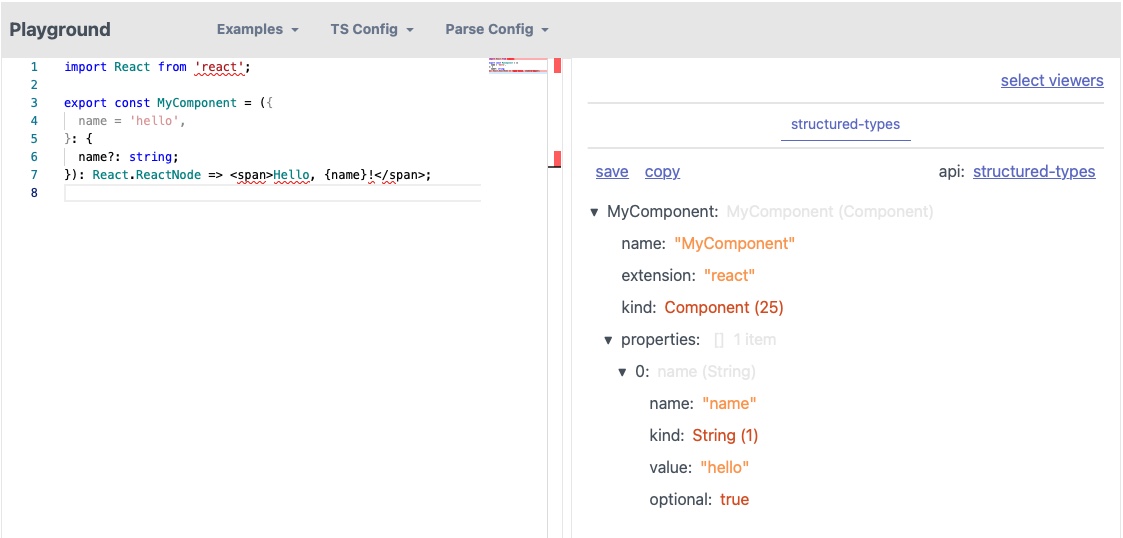 Playground Examples TS Config Parse Config
1 import React from 'react';
2
3 export const MyComponent = ({
4 name = 'hello',
5 }: {
6 name?: string;
7 }): React.ReactNode => <span>Hello, {name}!</span>;
8
select viewers
structured-types
save copy api: structured-types
MyComponent: MyComponent (Component)
name: "MyComponent"
extension: "react"
kind: Component (25)
properties: [] 1 item
0: name (String)
name: "name"
kind: String (1)
value: "hello"
optional: true